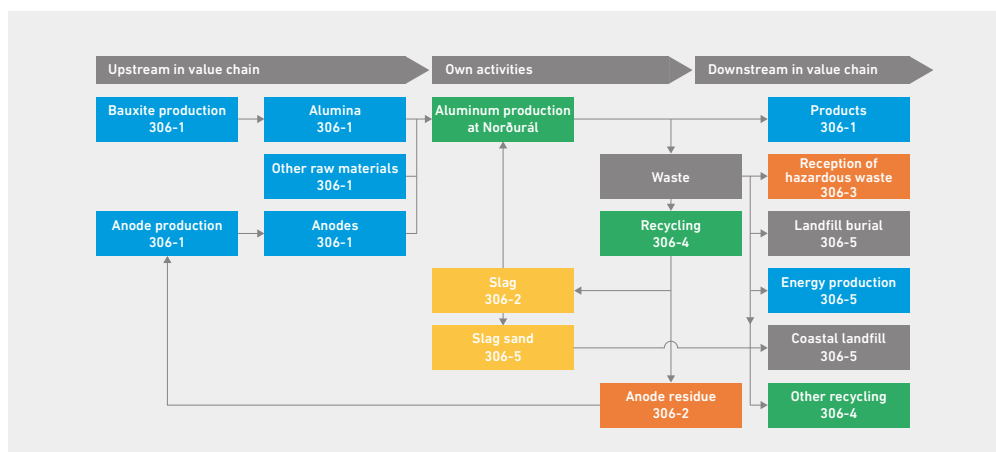 Upstream in value chain
Own activities
Downstream in value chain
Bauxite production
306-1
Alumina
306-1
Aluminum production
at Norðurál
Products
306-1
Other raw materials
306-1
Waste
Reception of
hazardous waste
306-3
Anode production
306-1
Anodes
306-1
Recycling
306-4
Landfill burial
306-5
Slag
306-2
Energy production
306-5
Slag sand
306-5
Coastal landfill
306-5
Anode residue
306-2
Other recycling
306-4